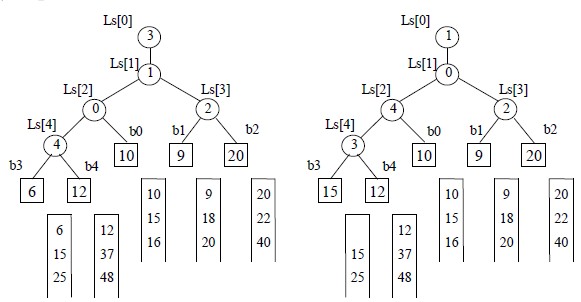 Ls[0] Ls[0]
3 1
Ls[1] Ls[1]
1 0
Ls[2] Ls[3] Ls[2] Ls[3]
0 2 4 2
Ls[4] b0 b1 b2 Ls[4] b0 b1 b2
4 10 9 20 3 10 9 20
b3 b4 b3 b4
6 12 15 12
10 9 20 10 9 20
15 18 22 15 18 22
16 20 40 16 20 40
6 12 12
15 37 15 37
25 48 25 48